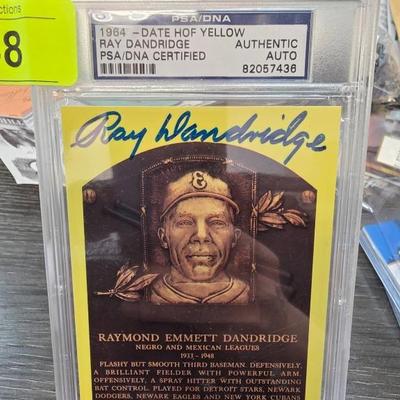 ctions
8
PSA/DNA
1964 -DATE HOF YELLOW
RAY DANDRIDGE AUTHENTIC
PSA/DNA CERTIFIED AUTO
82057436
Ray Dandridge
E
RAYMOND EMMETT DANDRIDGE
NEGRO AND MEXICAN LEAGUES
1933 - 1948
FLASHY BUT SMOOTH THIRD BASEMAN. DEFENSIVELY,
A BRILLIANT FIELDER WITH POWERFUL ARM.
OFFENSIVELY, A SPRAY HITTER WITH OUTSTANDING
BAT CONTROL. PLAYED FOR DETROIT STARS, NEWARK
DODGERS, NEWARK EAGLES AND NEW YORK CUBANS